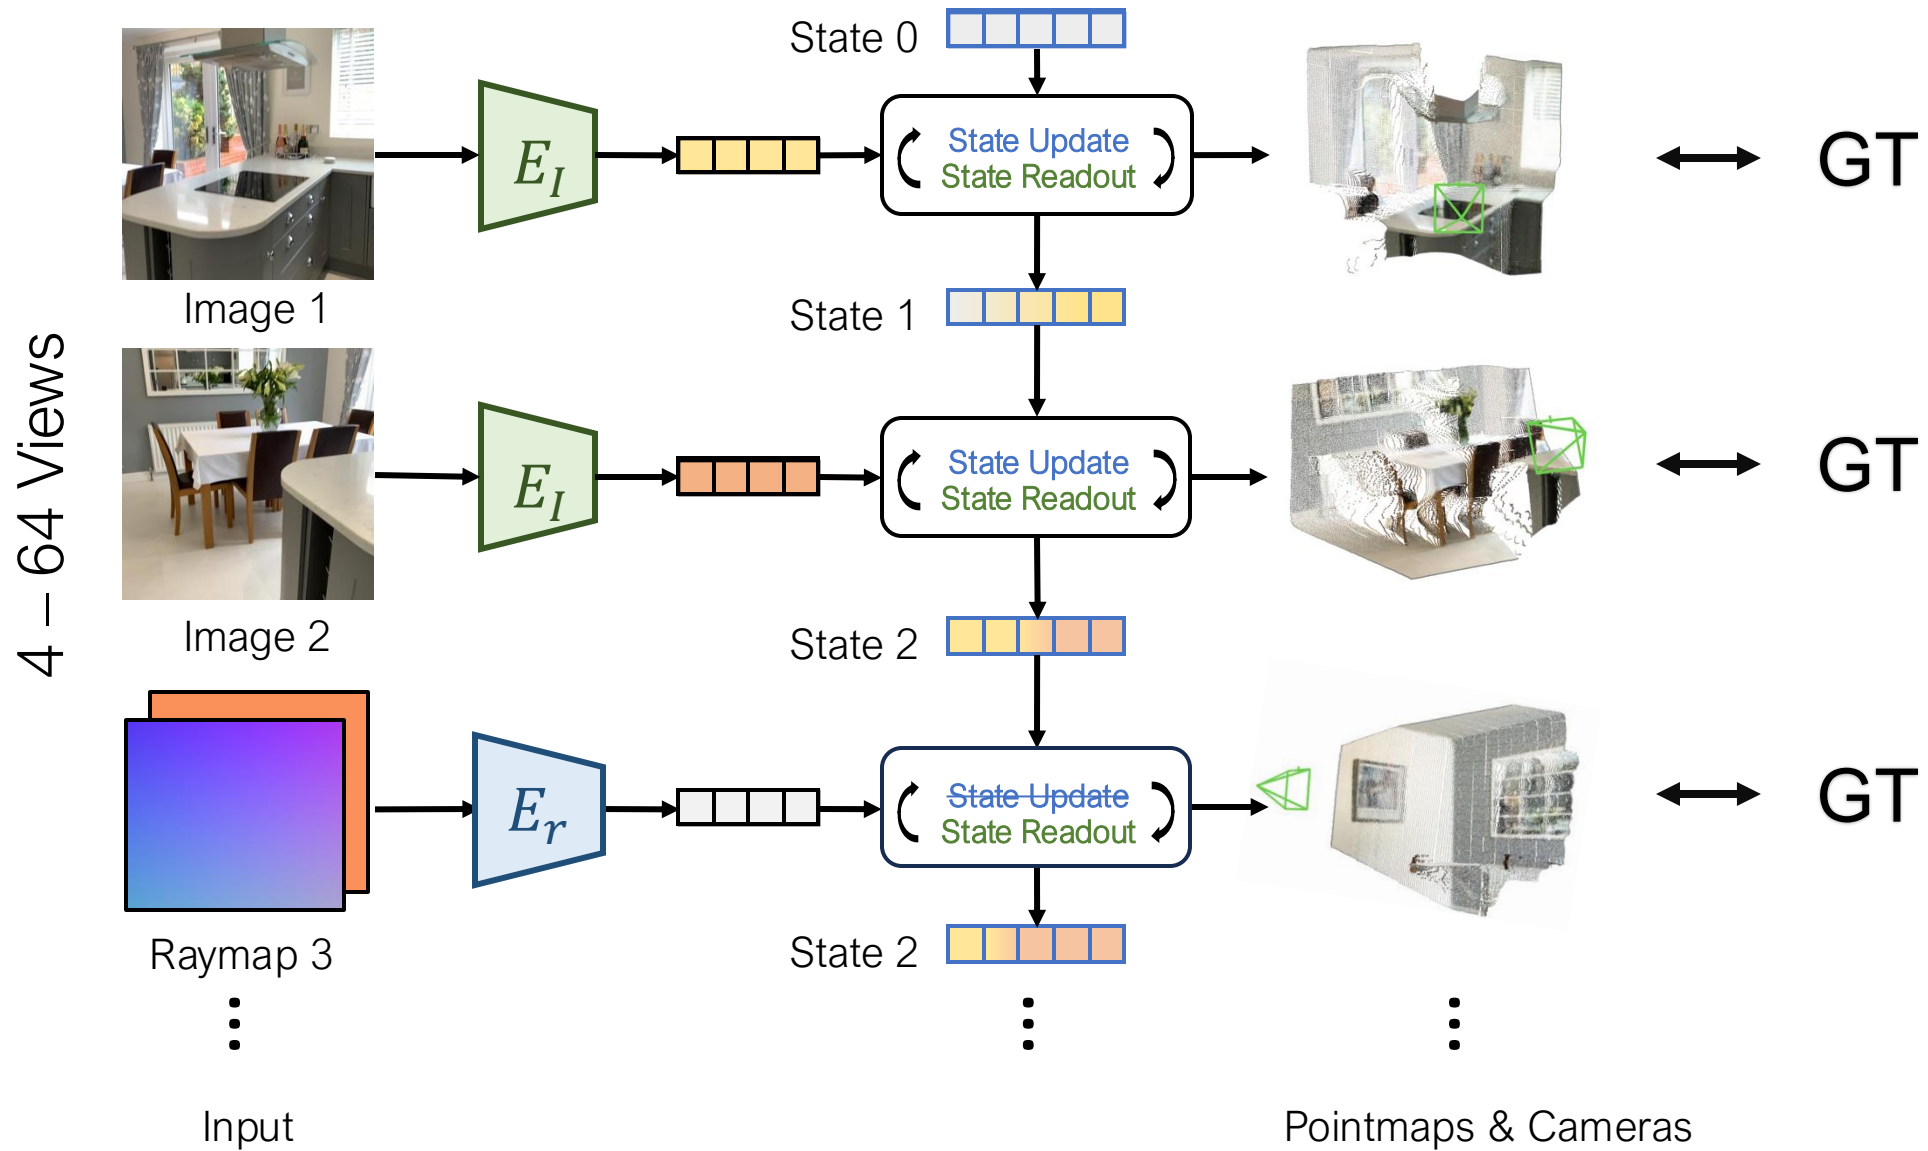 4 – 64 Views
State 0
E_I
State Update
State Readout
GT
Image 1
State 1
E_I
State Update
State Readout
GT
Image 2
State 2
E_r
State Update
State Readout
GT
Raymap 3
State 2
Input
Pointmaps & Cameras